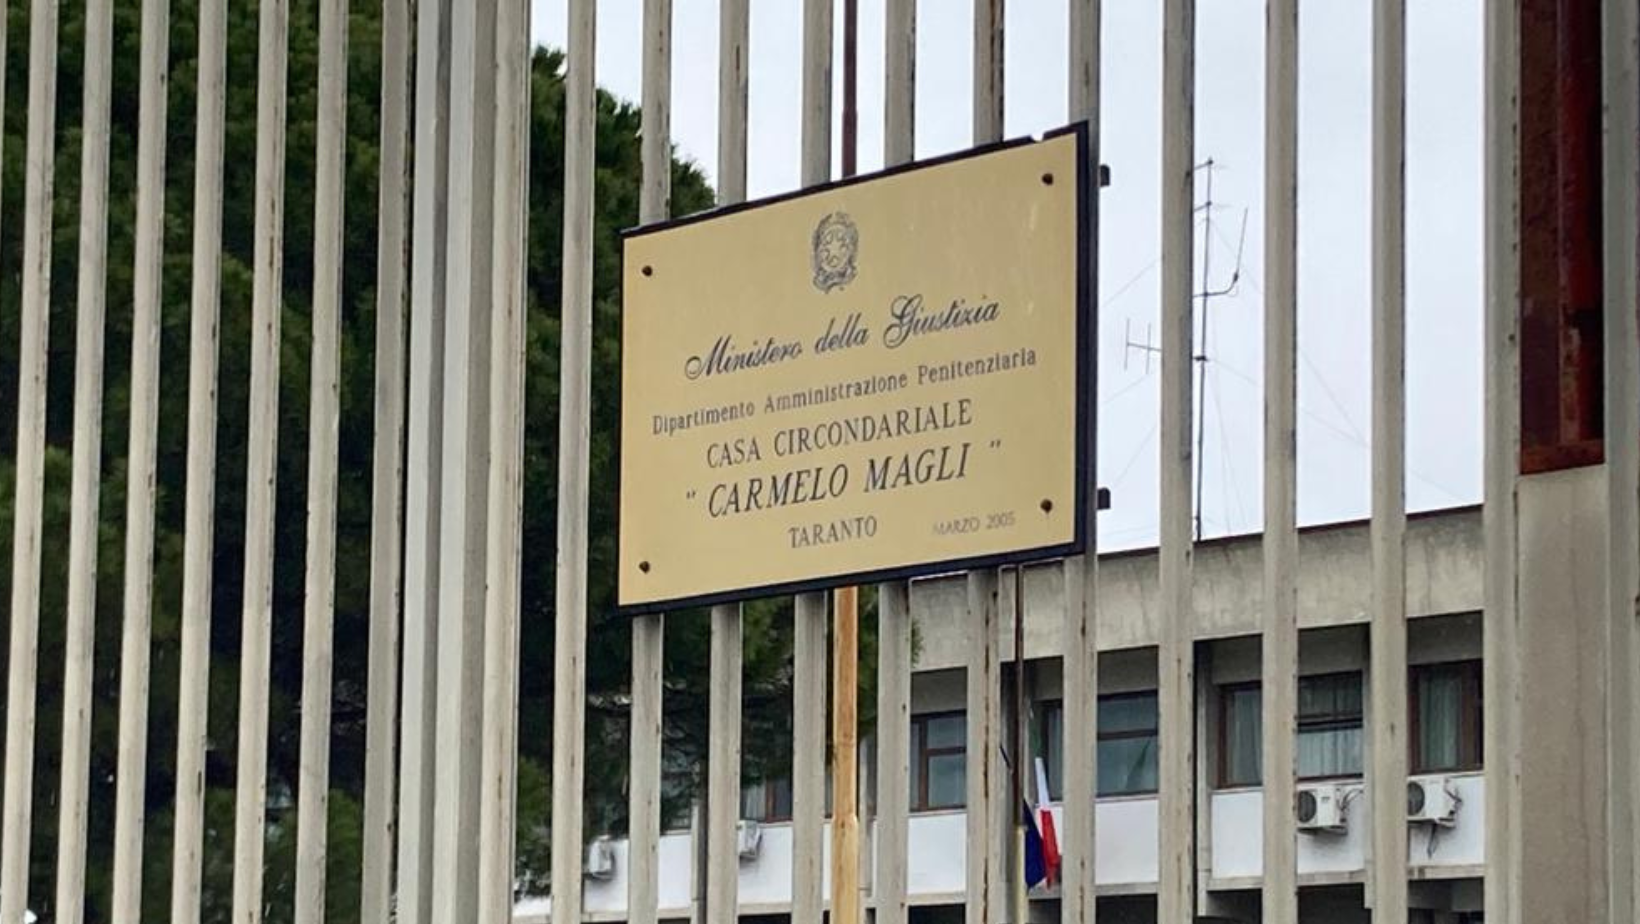 Ministero della Giustizia
Dipartimento Amministrazione Penitenziaria
CASA CIRCONDARIALE
" CARMELO MAGLI "
TARANTO MARZO 2005